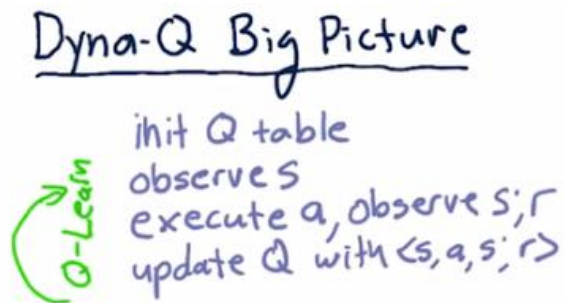 Dyna-Q Big Picture
init Q table
observe s
execute a, observe s', r
update Q with <s, a, s', r>
Q-Learn